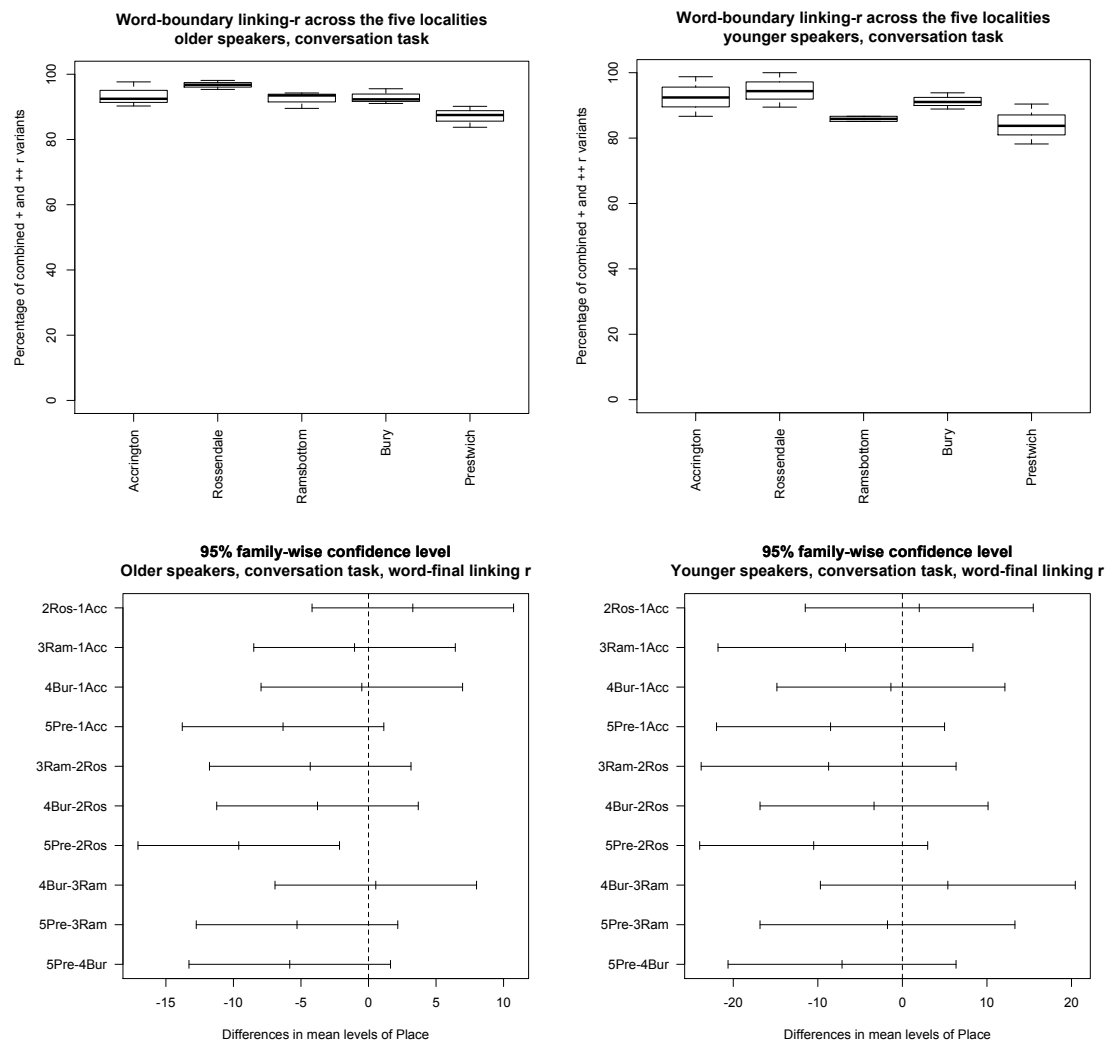 Word-boundary linking-r across the five localities
older speakers, conversation task
Percentage of combined + and ++ r variants
100
80
60
40
20
0
Accrington
Rossendale
Ramsbottom
Bury
Prestwich
Word-boundary linking-r across the five localities
younger speakers, conversation task
Percentage of combined + and ++ r variants
100
80
60
40
20
0
Accrington
Rossendale
Ramsbottom
Bury
Prestwich
95% family-wise confidence level
Older speakers, conversation task, word-final linking r
2Ros-1Acc
3Ram-1Acc
4Bur-1Acc
5Pre-1Acc
3Ram-2Ros
4Bur-2Ros
5Pre-2Ros
4Bur-3Ram
5Pre-3Ram
5Pre-4Bur
-15 -10 -5 0 5 10
Differences in mean levels of Place
95% family-wise confidence level
Younger speakers, conversation task, word-final linking r
2Ros-1Acc
3Ram-1Acc
4Bur-1Acc
5Pre-1Acc
3Ram-2Ros
4Bur-2Ros
5Pre-2Ros
4Bur-3Ram
5Pre-3Ram
5Pre-4Bur
-20 -10 0 10 20
Differences in mean levels of Place